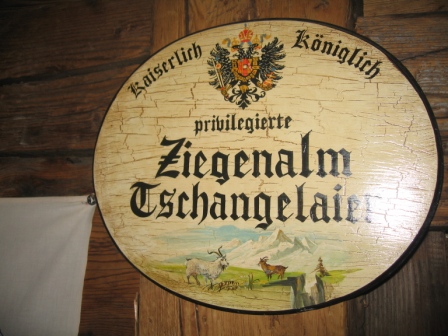 Kaiserlich Königlich
privilegierte
Ziegenalm
Tschangelaier